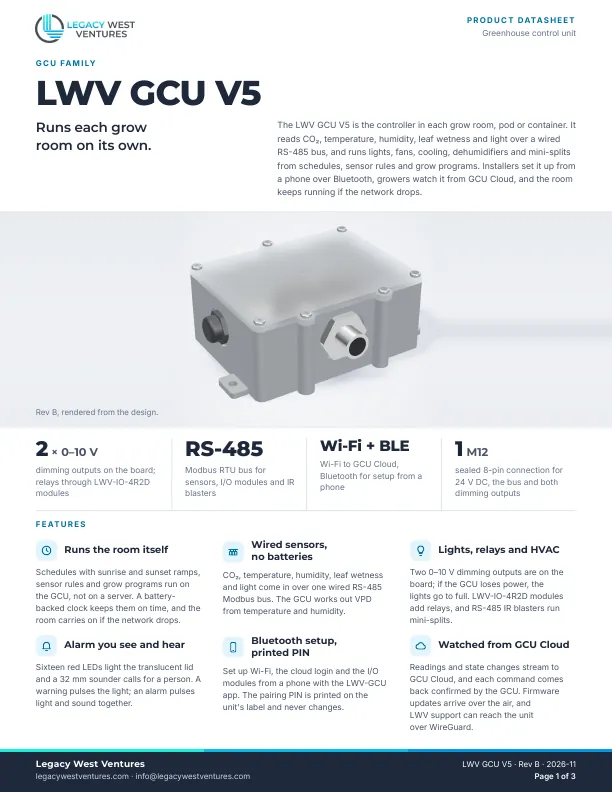 LEGACY WEST
VENTURES
PRODUCT DATASHEET
Greenhouse control unit
GCU FAMILY
LWV GCU V5
Runs each grow
room on its own.
The LWV GCU V5 is the controller in each grow room, pod or container. It
reads CO₂, temperature, humidity, leaf wetness and light over a wired
RS-485 bus, and runs lights, fans, cooling, dehumidifiers and mini-splits
from schedules, sensor rules and grow programs. Installers set it up from
a phone over Bluetooth, growers watch it from GCU Cloud, and the room
keeps running if the network drops.
Rev B, rendered from the design.
2 × 0–10 V
dimming outputs on the board;
relays through LWV-IO-4R2D
modules
RS-485
Modbus RTU bus for
sensors, I/O modules and IR
blasters
Wi-Fi + BLE
Wi-Fi to GCU Cloud,
Bluetooth for setup from a
phone
1 M12
sealed 8-pin connection for
24 V DC, the bus and both
dimming outputs
FEATURES
Runs the room itself
Schedules with sunrise and sunset ramps,
sensor rules and grow programs run on
the GCU, not on a server. A battery-
backed clock keeps them on time, and the
room carries on if the network drops.
Wired sensors,
no batteries
CO₂, temperature, humidity, leaf wetness
and light come in over one wired RS-485
Modbus bus. The GCU works out VPD
from temperature and humidity.
Lights, relays and HVAC
Two 0–10 V dimming outputs are on the
board; if the GCU loses power, the
lights go to full. LWV-IO-4R2D modules
add relays, and RS-485 IR blasters run
mini-splits.
Alarm you see and hear
Sixteen red LEDs light the translucent lid
and a 32 mm sounder calls for a person. A
warning pulses the light; an alarm pulses
light and sound together.
Bluetooth setup,
printed PIN
Set up Wi-Fi, the cloud login and the I/O
modules from a phone with the LWV-GCU
app. The pairing PIN is printed on the
unit's label and never changes.
Watched from GCU Cloud
Readings and state changes stream to
GCU Cloud, and each command comes
back confirmed by the GCU. Firmware
updates arrive over the air, and
LWV support can reach the unit
over WireGuard.
Legacy West Ventures
legacywestventures.com · info@legacywestventures.com
LWV GCU V5 · Rev B · 2026-11
Page 1 of 3